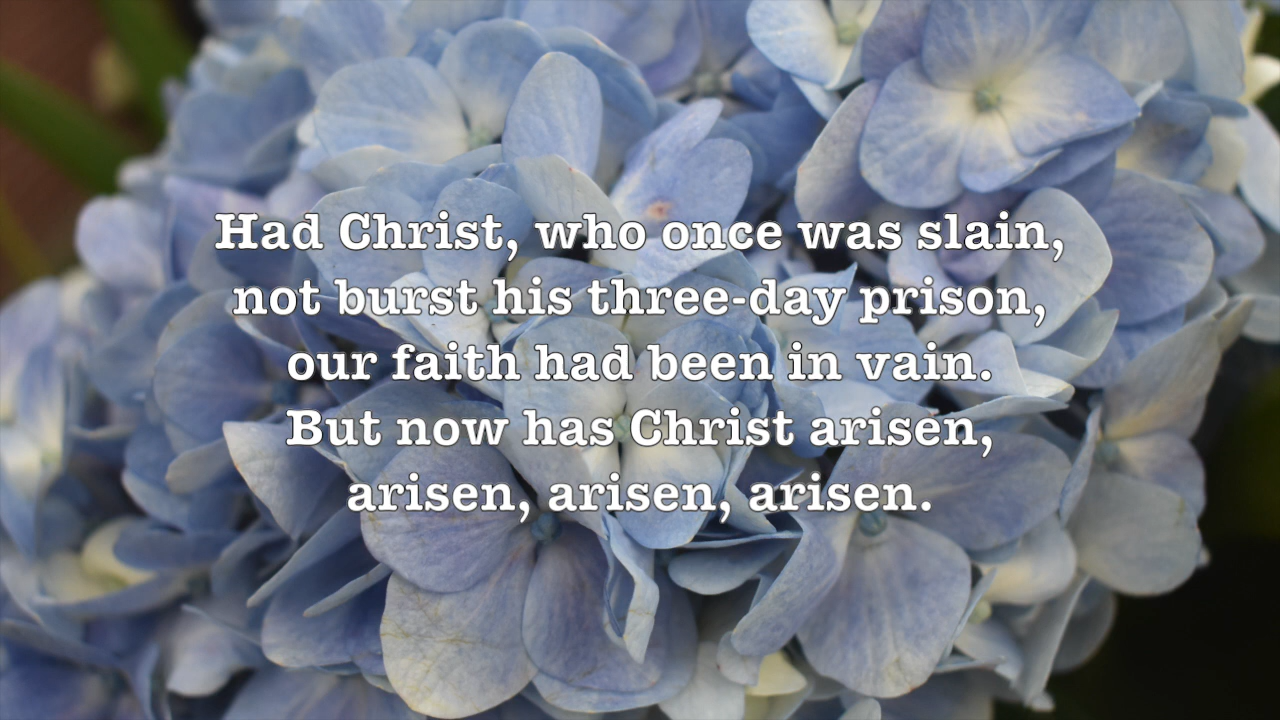 Had Christ, who once was slain,
not burst his three-day prison,
our faith had been in vain.
But now has Christ arisen,
arisen, arisen, arisen.